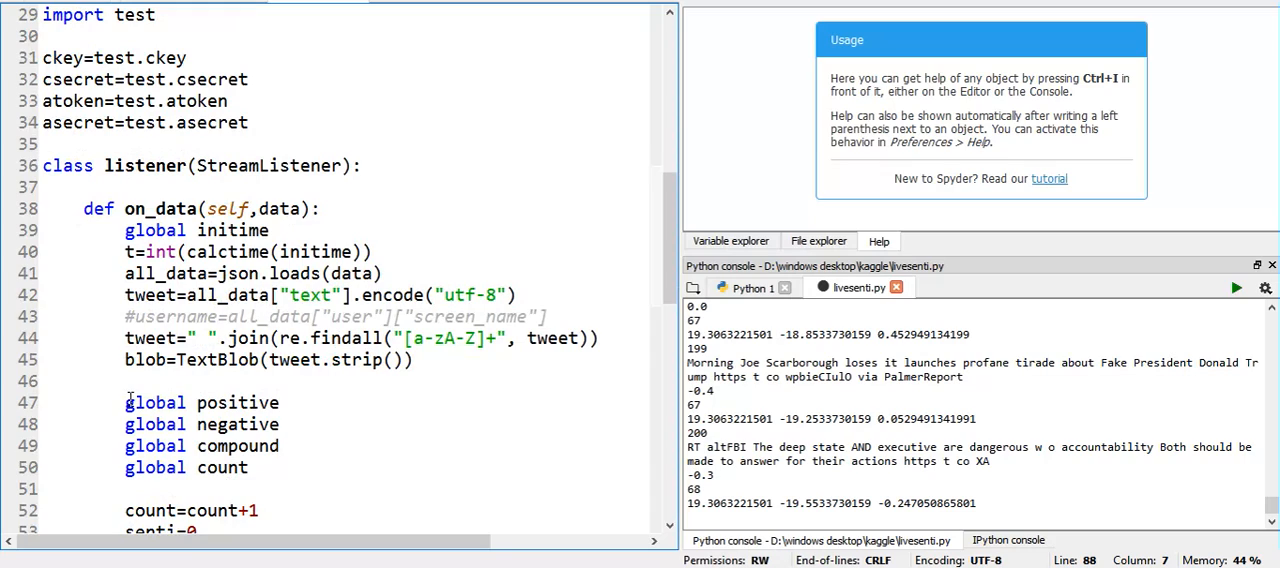 29 import test
30
31 ckey=test.ckey
32 csecret=test.csecret
33 atoken=test.atoken
34 asecret=test.asecret
35
36 class listener(StreamListener):
37
38 def on_data(self,data):
39 global initime
40 t=int(calctime(initime))
41 all_data=json.loads(data)
42 tweet=all_data["text"].encode("utf-8")
43 #username=all_data["user"]["screen_name"]
44 tweet=" ".join(re.findall("[a-zA-Z]+", tweet))
45 blob=TextBlob(tweet.strip())
46
47 global positive
48 global negative
49 global compound
50 global count
51
52 count=count+1
53 senti=0
Usage
Here you can get help of any object by pressing Ctrl+I in
front of it, either on the Editor or the Console.
Help can also be shown automatically after writing a left
parenthesis next to an object. You can activate this
behavior in Preferences > Help.
New to Spyder? Read our tutorial
Variable explorer File explorer Help
Python console - D:\windows desktop\kaggle\livesenti.py
Python 1 livesenti.py
0.0
67
19.3063221501 -18.8533730159 0.452949134199
199
Morning Joe Scarborough loses it launches profane tirade about Fake President Donald Tr
ump https t co wpbieCIulO via PalmerReport
-0.4
67
19.3063221501 -19.2533730159 0.0529491341991
200
RT altFBI The deep state AND executive are dangerous w o accountability Both should be
made to answer for their actions https t co XA
-0.3
68
19.3063221501 -19.5533730159 -0.247050865801
Python console - D:\windows desktop\kaggle\livesenti.py IPython console
Permissions: RW End-of-lines: CRLF Encoding: UTF-8 Line: 88 Column: 7 Memory: 44 %